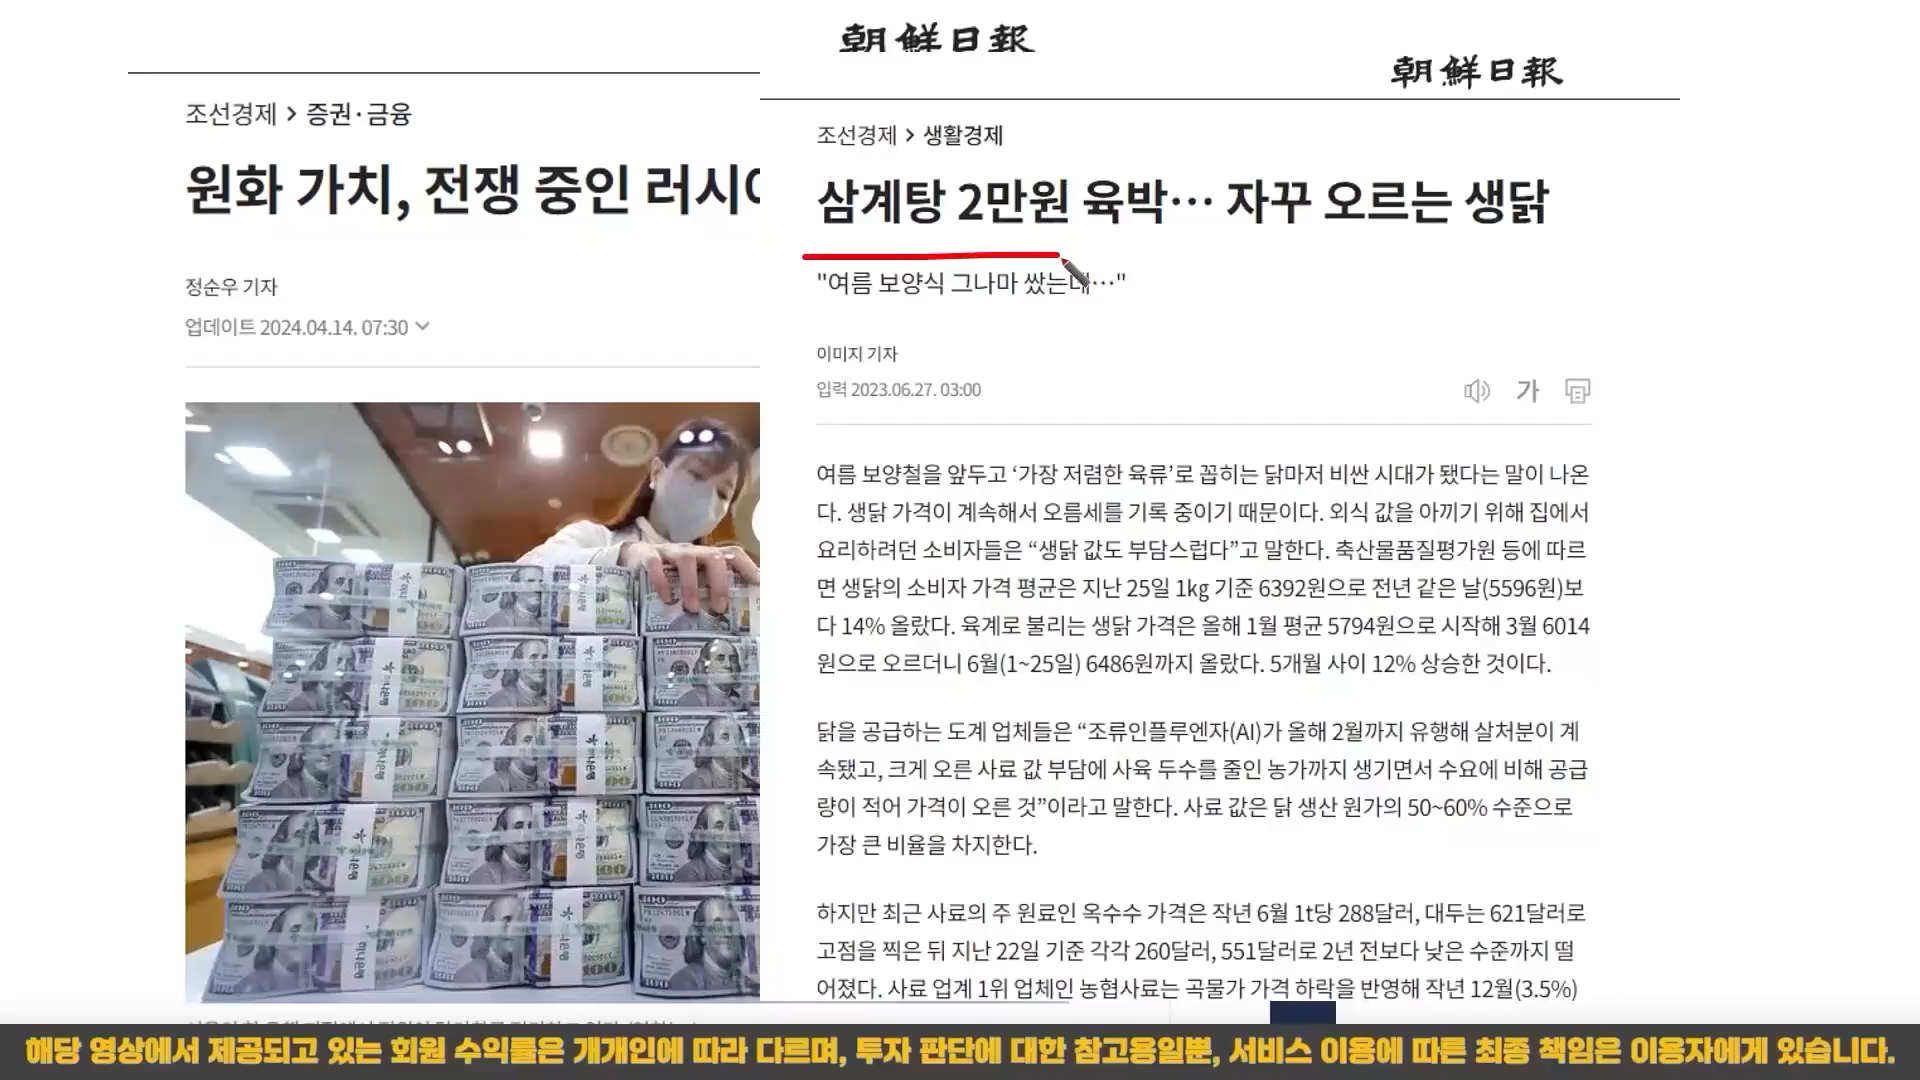 朝鮮日報
朝鮮日報
조선경제 > 증권·금융
원화 가치, 전쟁 중인 러시아
정순우 기자
업데이트 2024.04.14. 07:30
조선경제 > 생활경제
삼계탕 2만원 육박… 자꾸 오르는 생닭
"여름 보양식 그나마 쌌는데…"
이미지 기자
입력 2023.06.27. 03:00
가
여름 보양철을 앞두고 ‘가장 저렴한 육류’로 꼽히는 닭마저 비싼 시대가 됐다는 말이 나온
다. 생닭 가격이 계속해서 오름세를 기록 중이기 때문이다. 외식 값을 아끼기 위해 집에서
요리하려던 소비자들은 “생닭 값도 부담스럽다”고 말한다. 축산물품질평가원 등에 따르
면 생닭의 소비자 가격 평균은 지난 25일 1kg 기준 6392원으로 전년 같은 날(5596원)보
다 14% 올랐다. 육계로 불리는 생닭 가격은 올해 1월 평균 5794원으로 시작해 3월 6014
원으로 오르더니 6월(1~25일) 6486원까지 올랐다. 5개월 사이 12% 상승한 것이다.
닭을 공급하는 도계 업체들은 “조류인플루엔자(AI)가 올해 2월까지 유행해 살처분이 계
속됐고, 크게 오른 사료 값 부담에 사육 두수를 줄인 농가까지 생기면서 수요에 비해 공급
량이 적어 가격이 오른 것”이라고 말한다. 사료 값은 닭 생산 원가의 50~60% 수준으로
가장 큰 비율을 차지한다.
하지만 최근 사료의 주 원료인 옥수수 가격은 작년 6월 1t당 288달러, 대두는 621달러로
고점을 찍은 뒤 지난 22일 기준 각각 260달러, 551달러로 2년 전보다 낮은 수준까지 떨
어졌다. 사료 업계 1위 업체인 농협사료는 곡물가 가격 하락을 반영해 작년 12월(3.5%)
해당 영상에서 제공되고 있는 회원 수익률은 개개인에 따라 다르며, 투자 판단에 대한 참고용일뿐, 서비스 이용에 따른 최종 책임은 이용자에게 있습니다.